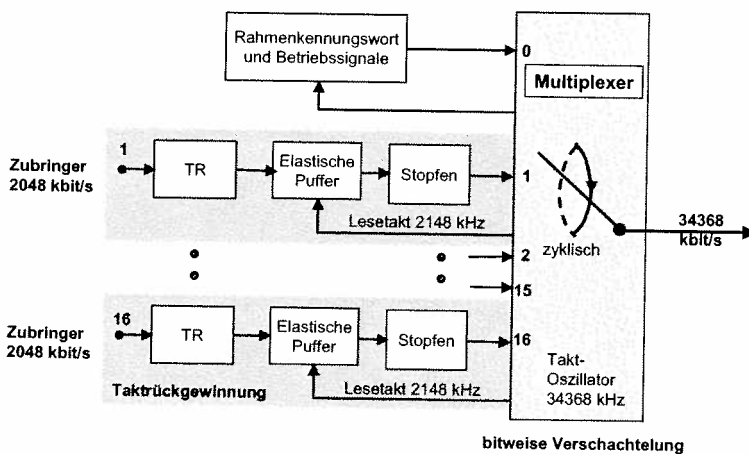 Rahmenkennungswort
und Betriebssignale
0
Multiplexer
1
Zubringer
2048 kbit/s
TR
Elastische
Puffer
Stopfen
1
Lesetakt 2148 kHz
zyklisch
34368
kbit/s
2
15
16
Zubringer
2048 kbit/s
TR
Elastische
Puffer
Stopfen
16
Lesetakt 2148 kHz
Taktrückgewinnung
Takt-
Oszillator
34368 kHz
bitweise Verschachtelung